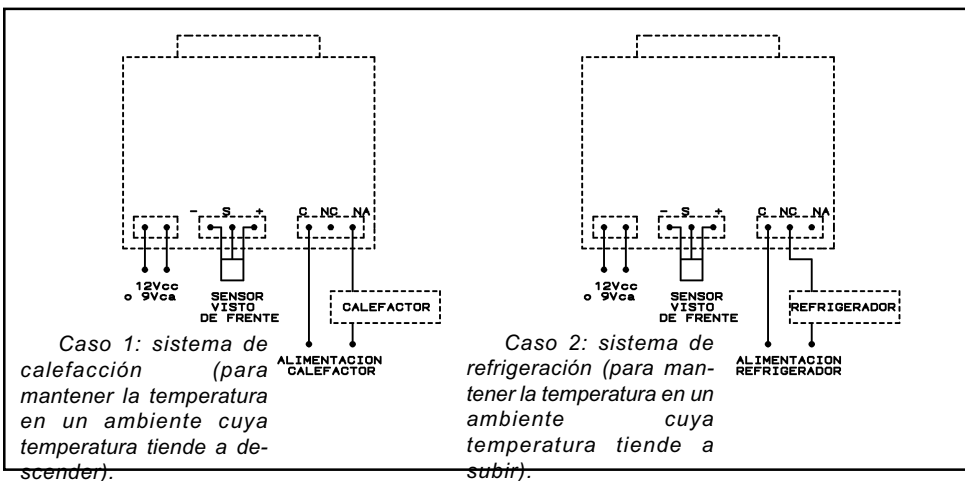 - S + C NC NA
12Vcc
o 9Vca
SENSOR
VISTO
DE FRENTE
CALEFACTOR
ALIMENTACION
CALEFACTOR
Caso 1: sistema de
calefacción (para
mantener la temperatura
en un ambiente cuya
temperatura tiende a de-
scender).
- S + C NC NA
12Vcc
o 9Vca
SENSOR
VISTO
DE FRENTE
REFRIGERADOR
ALIMENTACION
REFRIGERADOR
Caso 2: sistema de
refrigeración (para man-
tener la temperatura en un
ambiente cuya
temperatura tiende a
subir).